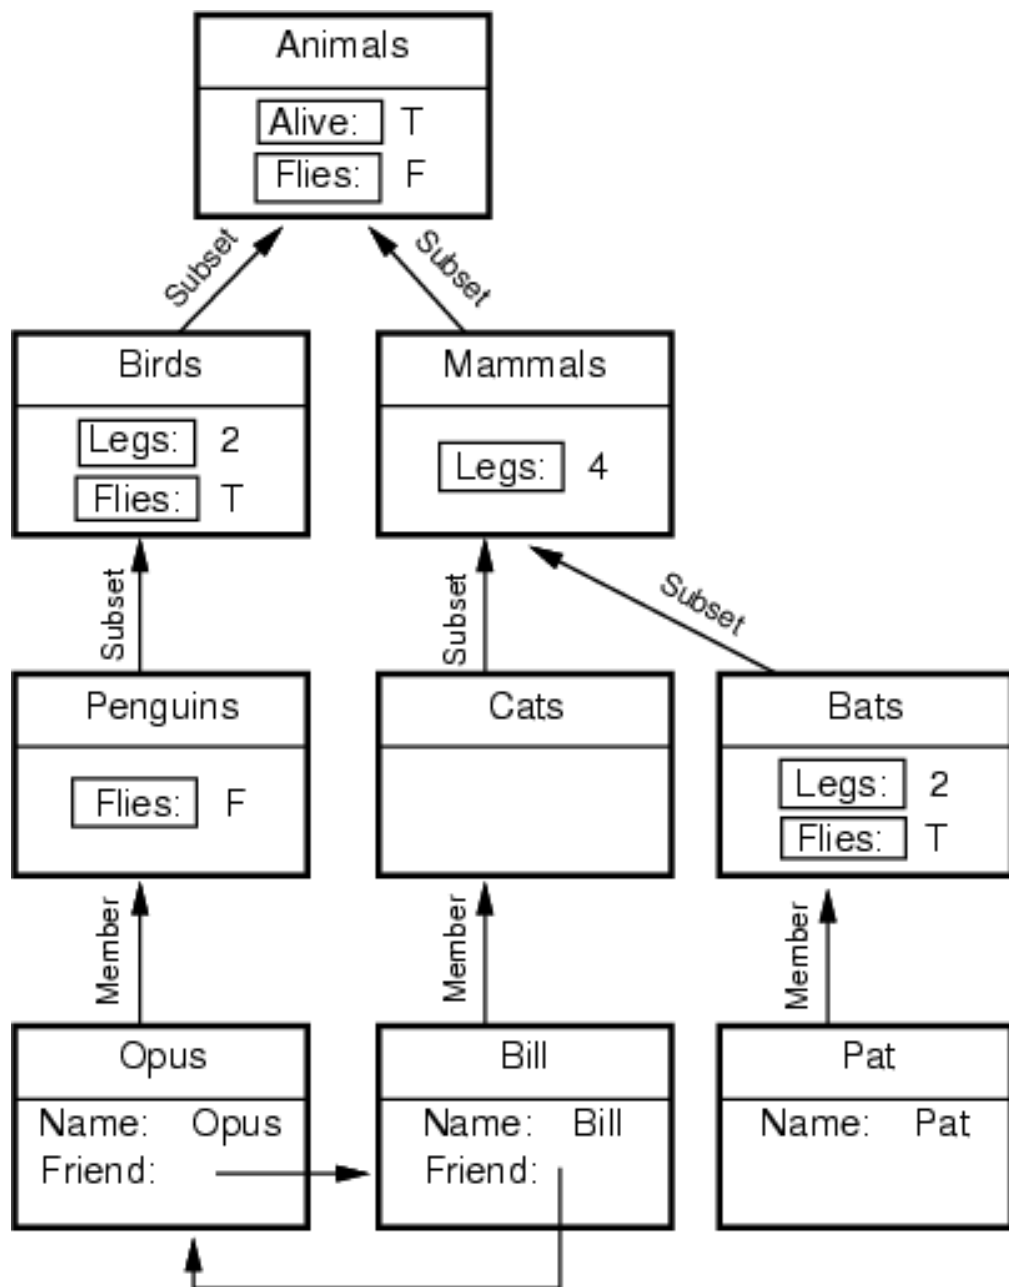 Animals
Alive: T
Flies: F
Subset
Subset
Birds
Legs: 2
Flies: T
Mammals
Legs: 4
Subset
Subset
Subset
Penguins
Flies: F
Cats
Bats
Legs: 2
Flies: T
Member
Member
Member
Opus
Name: Opus
Friend:
Bill
Name: Bill
Friend:
Pat
Name: Pat